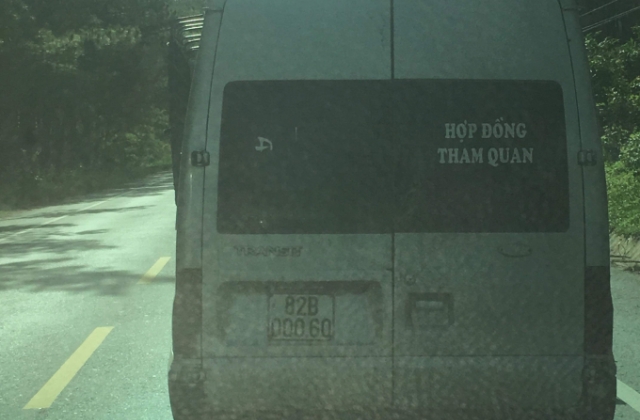 HỢP ĐỒNG
THAM QUAN
82B
000.60